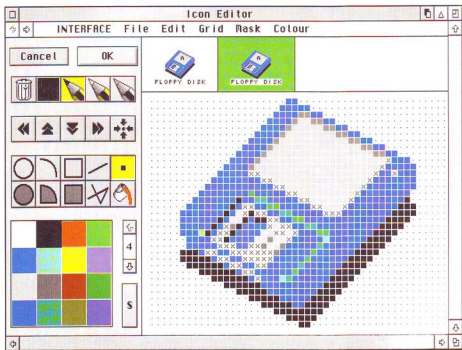 Icon Editor
INTERFACE File Edit Grid Mask Colour
Cancel OK
A A
FLOPPY DISK FLOPPY DISK
4
S